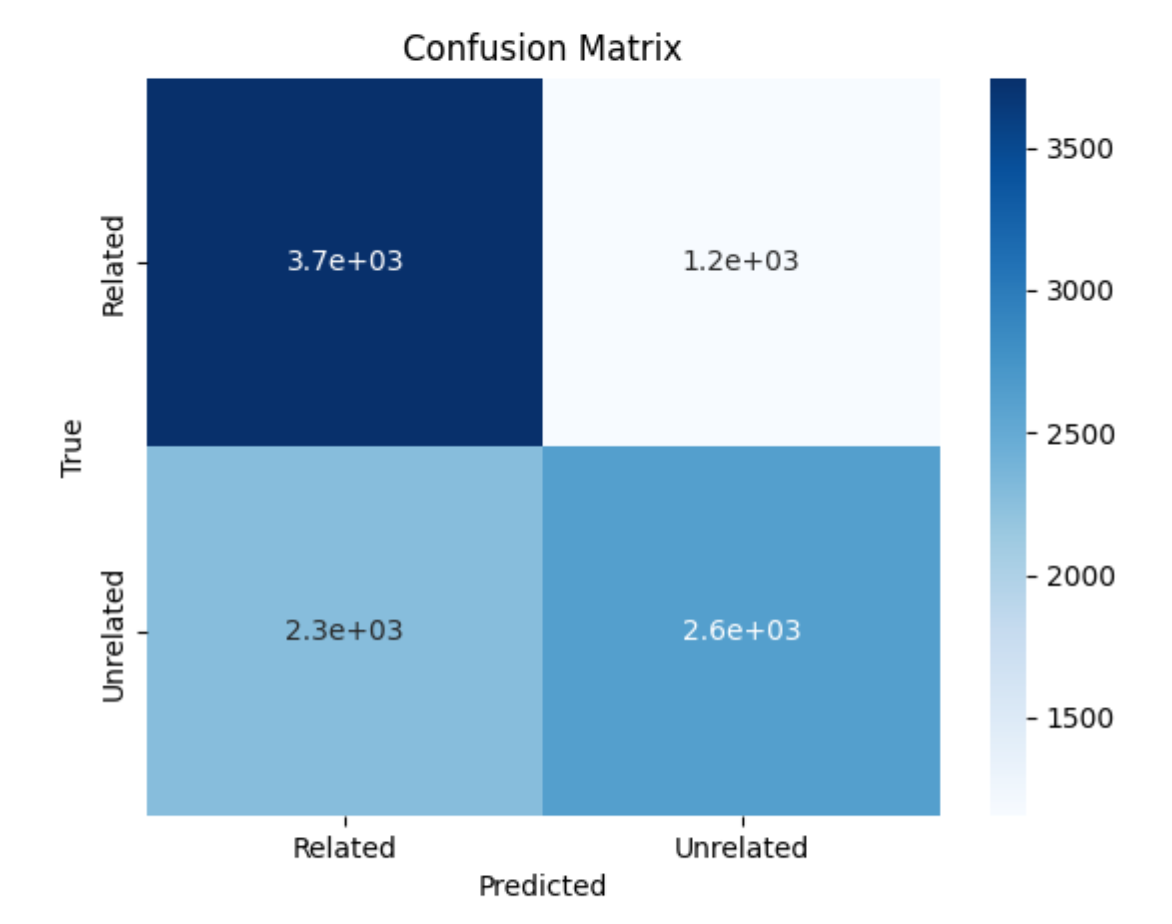 Confusion Matrix
Related
3.7e+03
1.2e+03
3500
3000
2500
2000
1500
True
Unrelated
2.3e+03
2.6e+03
Related
Unrelated
Predicted